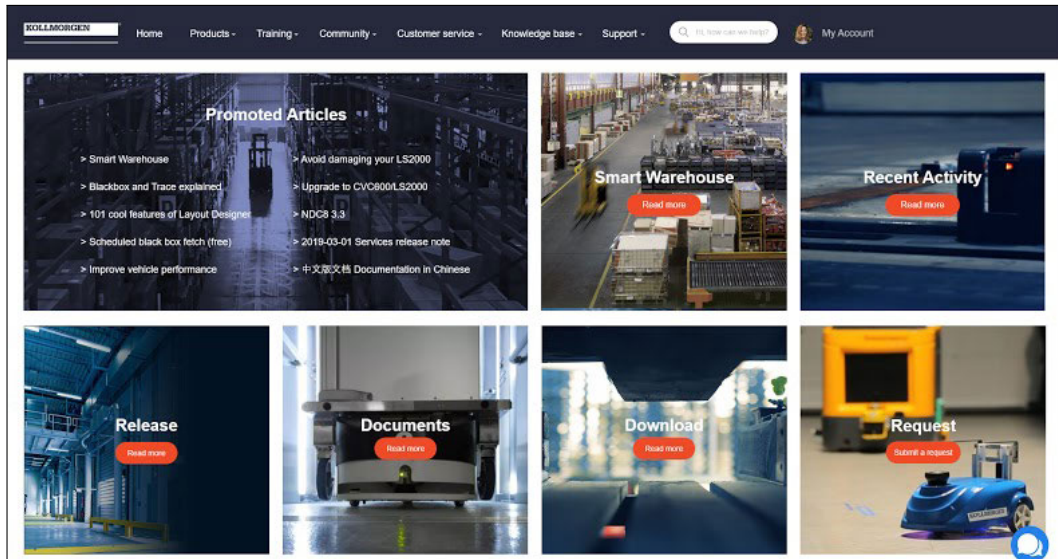 KOLLMORGEN
Home Products Training Community Customer service Knowledge base Support Hi, how can we help? My Account
Promoted Articles
> Smart Warehouse
> Blackbox and Trace explained
> 101 cool features of Layout Designer
> Scheduled black box fetch (free)
> Improve vehicle performance
> Avoid damaging your LS2000
> Upgrade to CVC600/LS2000
> NDC8 3.3
> 2019-03-01 Services release note
> 中文版文档 Documentation in Chinese
Smart Warehouse
Read more
Recent Activity
Read more
Release
Read more
Documents
Read more
Download
Read more
Request
Submit a request
KOLLMORGEN